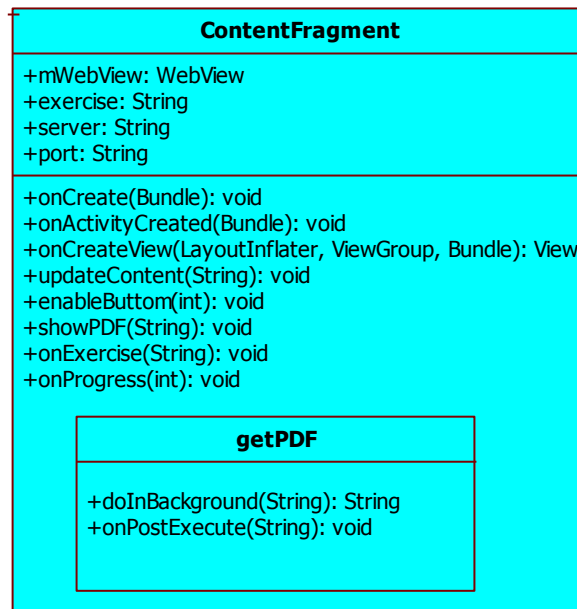 ContentFragment
+mWebView: WebView
+exercise: String
+server: String
+port: String
+onCreate(Bundle): void
+onActivityCreated(Bundle): void
+onCreateView(LayoutInflater, ViewGroup, Bundle): View
+updateContent(String): void
+enableButtom(int): void
+showPDF(String): void
+onExercise(String): void
+onProgress(int): void
getPDF
+doInBackground(String): String
+onPostExecute(String): void